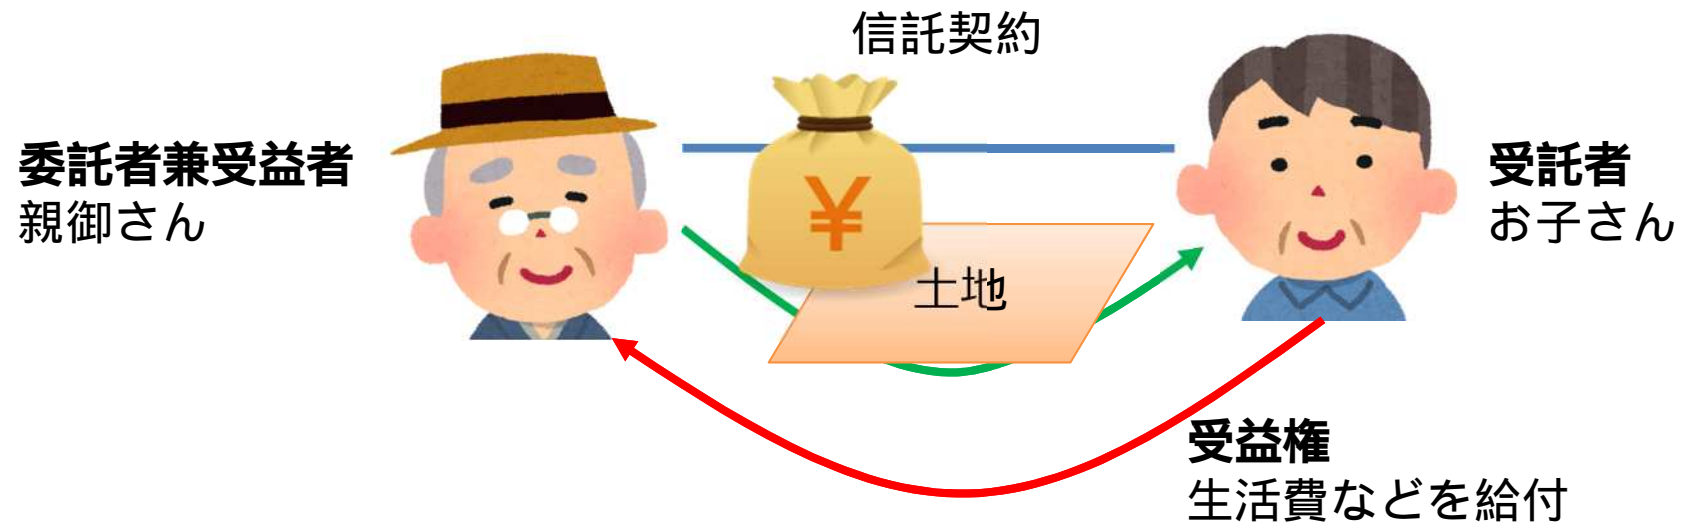 信託契約
委託者兼受益者
親御さん
¥
土地
受託者
お子さん
受益権
生活費などを給付